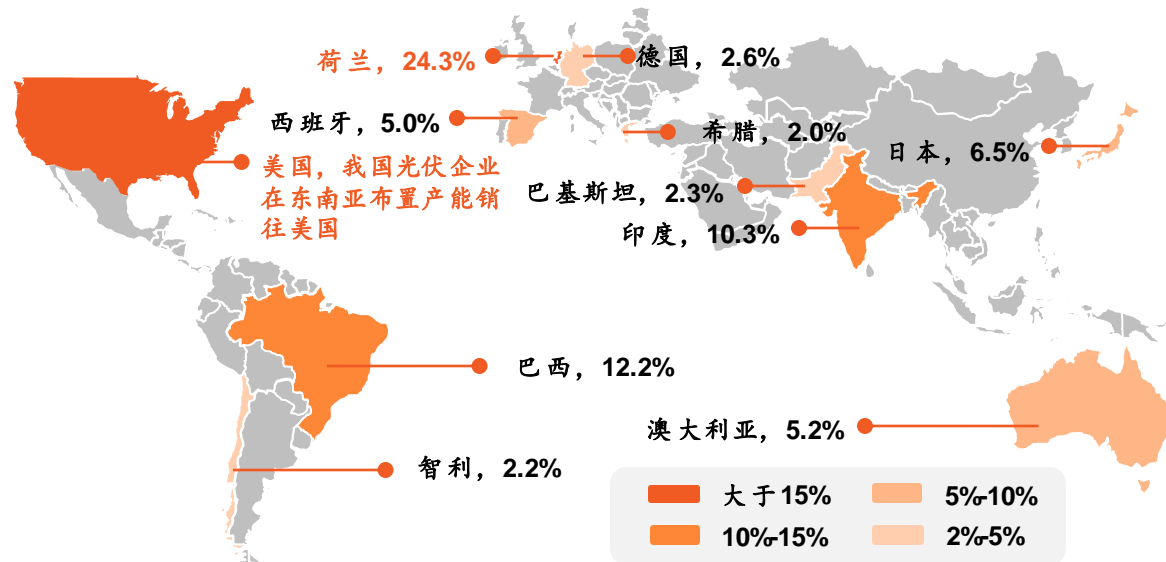 荷兰，24.3%
德国，2.6%
西班牙，5.0%
希腊，2.0%
日本，6.5%
美国，我国光伏企业
在东南亚布置产能销
往美国
巴基斯坦，2.3%
印度，10.3%
巴西，12.2%
澳大利亚，5.2%
智利，2.2%
大于15%
5%-10%
10%-15%
2%-5%